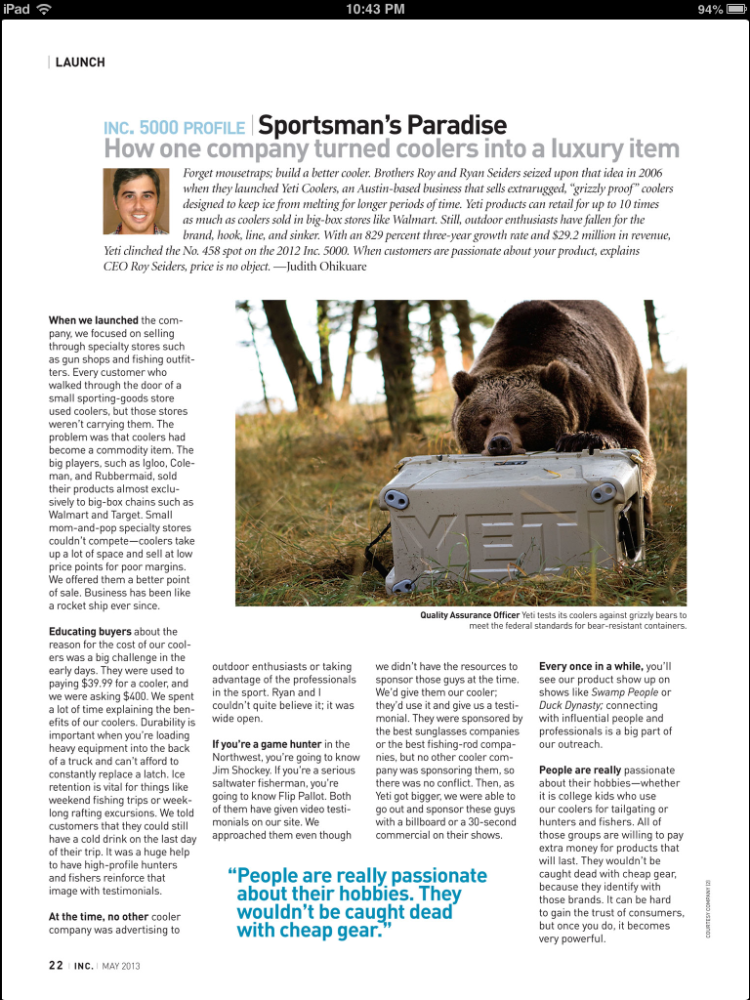 iPad 10:43 PM 94%
LAUNCH
INC. 5000 PROFILE | Sportsman's Paradise
How one company turned coolers into a luxury item
Forget mousetraps; build a better cooler. Brothers Roy and Ryan Seiders seized upon that idea in 2006
when they launched Yeti Coolers, an Austin-based business that sells extrarugged, "grizzly proof" coolers
designed to keep ice from melting for longer periods of time. Yeti products can retail for up to 10 times
as much as coolers sold in big-box stores like Walmart. Still, outdoor enthusiasts have fallen for the
brand, hook, line, and sinker. With an 829 percent three-year growth rate and $29.2 million in revenue,
Yeti clinched the No. 458 spot on the 2012 Inc. 5000. When customers are passionate about your product, explains
CEO Roy Seiders, price is no object. —Judith Ohikuare
When we launched the com-
pany, we focused on selling
through specialty stores such
as gun shops and fishing outfit-
ters. Every customer who
walked through the door of a
small sporting-goods store
used coolers, but those stores
weren't carrying them. The
problem was that coolers had
become a commodity item. The
big players, such as Igloo, Cole-
man, and Rubbermaid, sold
their products almost exclu-
sively to big-box chains such as
Walmart and Target. Small
mom-and-pop specialty stores
couldn't compete—coolers take
up a lot of space and sell at low
price points for poor margins.
We offered them a better point
of sale. Business has been like
a rocket ship ever since.
Educating buyers about the
reason for the cost of our cool-
ers was a big challenge in the
early days. They were used to
paying $39.99 for a cooler, and
we were asking $400. We spent
a lot of time explaining the ben-
efits of our coolers. Durability is
important when you're loading
heavy equipment into the back
of a truck and can't afford to
constantly replace a latch. Ice
retention is vital for things like
weekend fishing trips or week-
long rafting excursions. We told
customers that they could still
have a cold drink on the last day
of their trip. It was a huge help
to have high-profile hunters
and fishers reinforce that
image with testimonials.
At the time, no other cooler
company was advertising to
YETI
Quality Assurance Officer Yeti tests its coolers against grizzly bears to
meet the federal standards for bear-resistant containers.
outdoor enthusiasts or taking
advantage of the professionals
in the sport. Ryan and I
couldn't quite believe it; it was
wide open.
If you're a game hunter in the
Northwest, you're going to know
Jim Shockey. If you're a serious
saltwater fisherman, you're
going to know Flip Pallot. Both
of them have given video testi-
monials on our site. We
approached them even though
we didn't have the resources to
sponsor those guys at the time.
We'd give them our cooler;
they'd use it and give us a testi-
monial. They were sponsored by
the best sunglasses companies
or the best fishing-rod compa-
nies, but no other cooler com-
pany was sponsoring them, so
there was no conflict. Then, as
Yeti got bigger, we were able to
go out and sponsor these guys
with a billboard or a 30-second
commercial on their shows.
"People are really passionate
about their hobbies. They
wouldn't be caught dead
with cheap gear."
Every once in a while, you'll
see our product show up on
shows like Swamp People or
Duck Dynasty; connecting
with influential people and
professionals is a big part of
our outreach.
People are really passionate
about their hobbies—whether
it is college kids who use
our coolers for tailgating or
hunters and fishers. All of
those groups are willing to pay
extra money for products that
will last. They wouldn't be
caught dead with cheap gear,
because they identify with
those brands. It can be hard
to gain the trust of consumers,
but once you do, it becomes
very powerful.
COURTESY COMPANY (2)
22 | INC. | MAY 2013